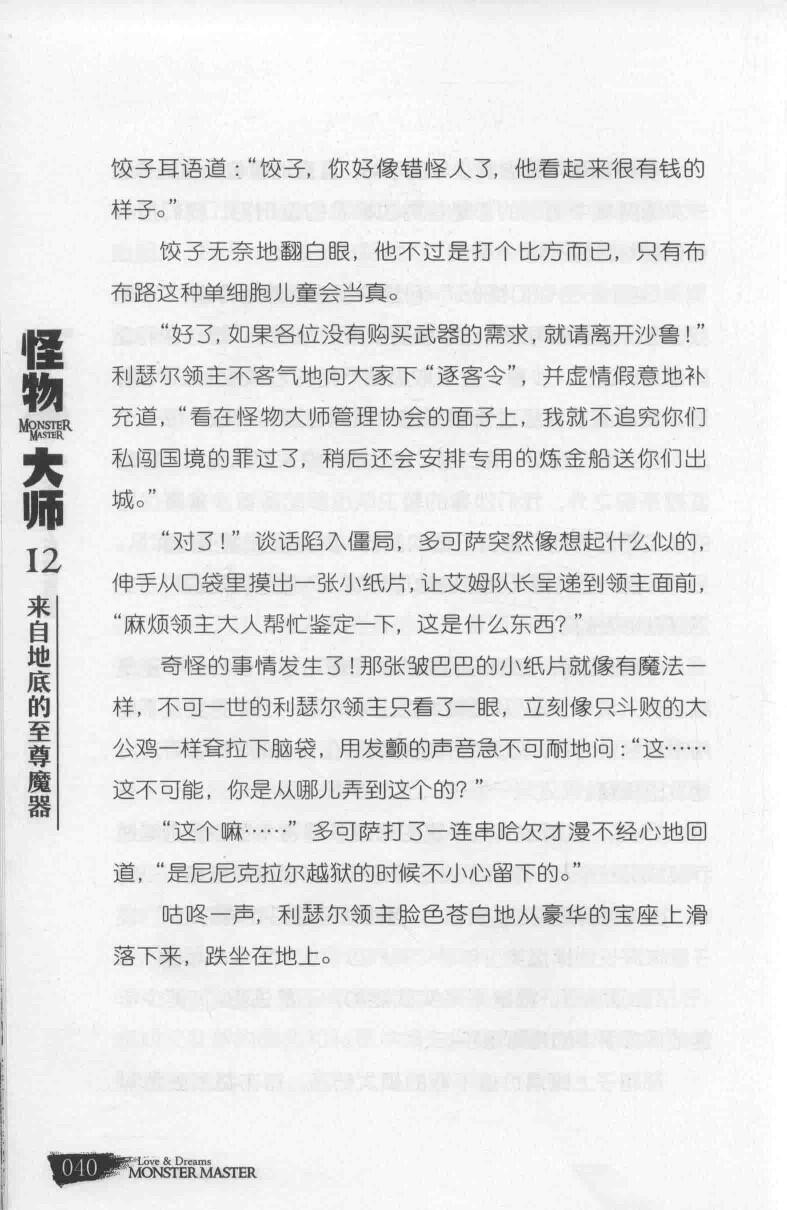 饺子耳语道：“饺子，你好像错怪人了，他看起来很有钱的
样子。”
饺子无奈地翻白眼，他不过是打个比方而已，只有布
布路这种单细胞儿童会当真。
“好了，如果各位没有购买武器的需求，就请离开沙鲁！”
利瑟尔领主不客气地向大家下“逐客令”，并虚情假意地补
充道，“看在怪物大师管理协会的面子上，我就不追究你们
私闯国境的罪过了，稍后还会安排专用的炼金船送你们出
城。”
“对了！”谈话陷入僵局，多可萨突然像想起什么似的，
伸手从口袋里摸出一张小纸片，让艾姆队长呈递到领主面前，
“麻烦领主大人帮忙鉴定一下，这是什么东西？”
奇怪的事情发生了！那张皱巴巴的小纸片就像有魔法一
样，不可一世的利瑟尔领主只看了一眼，立刻像只斗败的大
公鸡一样耷拉下脑袋，用发颤的声音急不可耐地问：“这……
这不可能，你是从哪儿弄到这个的？”
“这个嘛……”多可萨打了一连串哈欠才漫不经心地回
道，“是尼尼克拉尔越狱的时候不小心留下的。”
咕咚一声，利瑟尔领主脸色苍白地从豪华的宝座上滑
落下来，跌坐在地上。
怪物
MONSTER
MASTER
大师
12
来自地底的至尊魔器
040
Love & Dreams
MONSTER MASTER